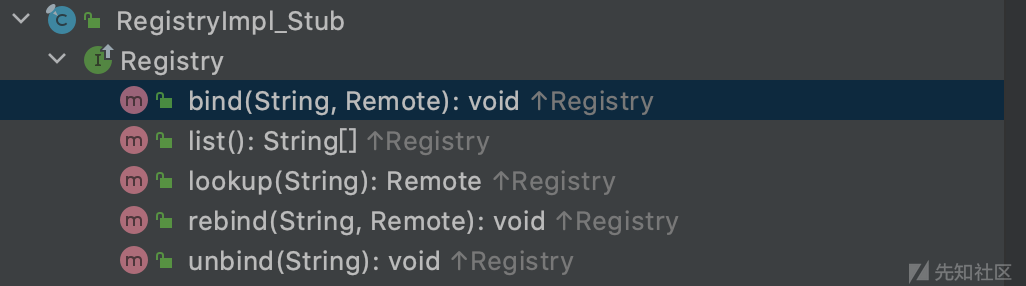 RegistryImpl_Stub
Registry
bind(String, Remote): void ↑Registry
list(): String[] ↑Registry
lookup(String): Remote ↑Registry
rebind(String, Remote): void ↑Registry
unbind(String): void ↑Registry
先知社区